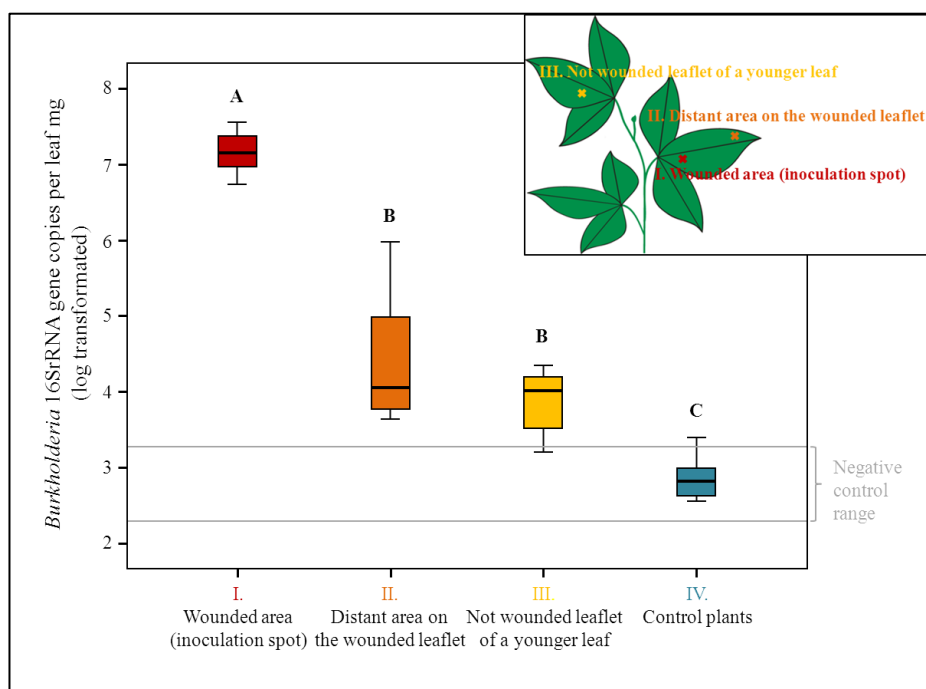 III. Not wounded leaflet of a younger leaf
II. Distant area on the wounded leaflet
I. Wounded area (inoculation spot)
Burkholderia 16SrRNA gene copies per leaf mg
(log transformated)
8
7
6
5
4
3
2
A
B
B
C
Negative
control
range
I.
Wounded area
(inoculation spot)
II.
Distant area on
the wounded leaflet
III.
Not wounded leaflet
of a younger leaf
IV.
Control plants